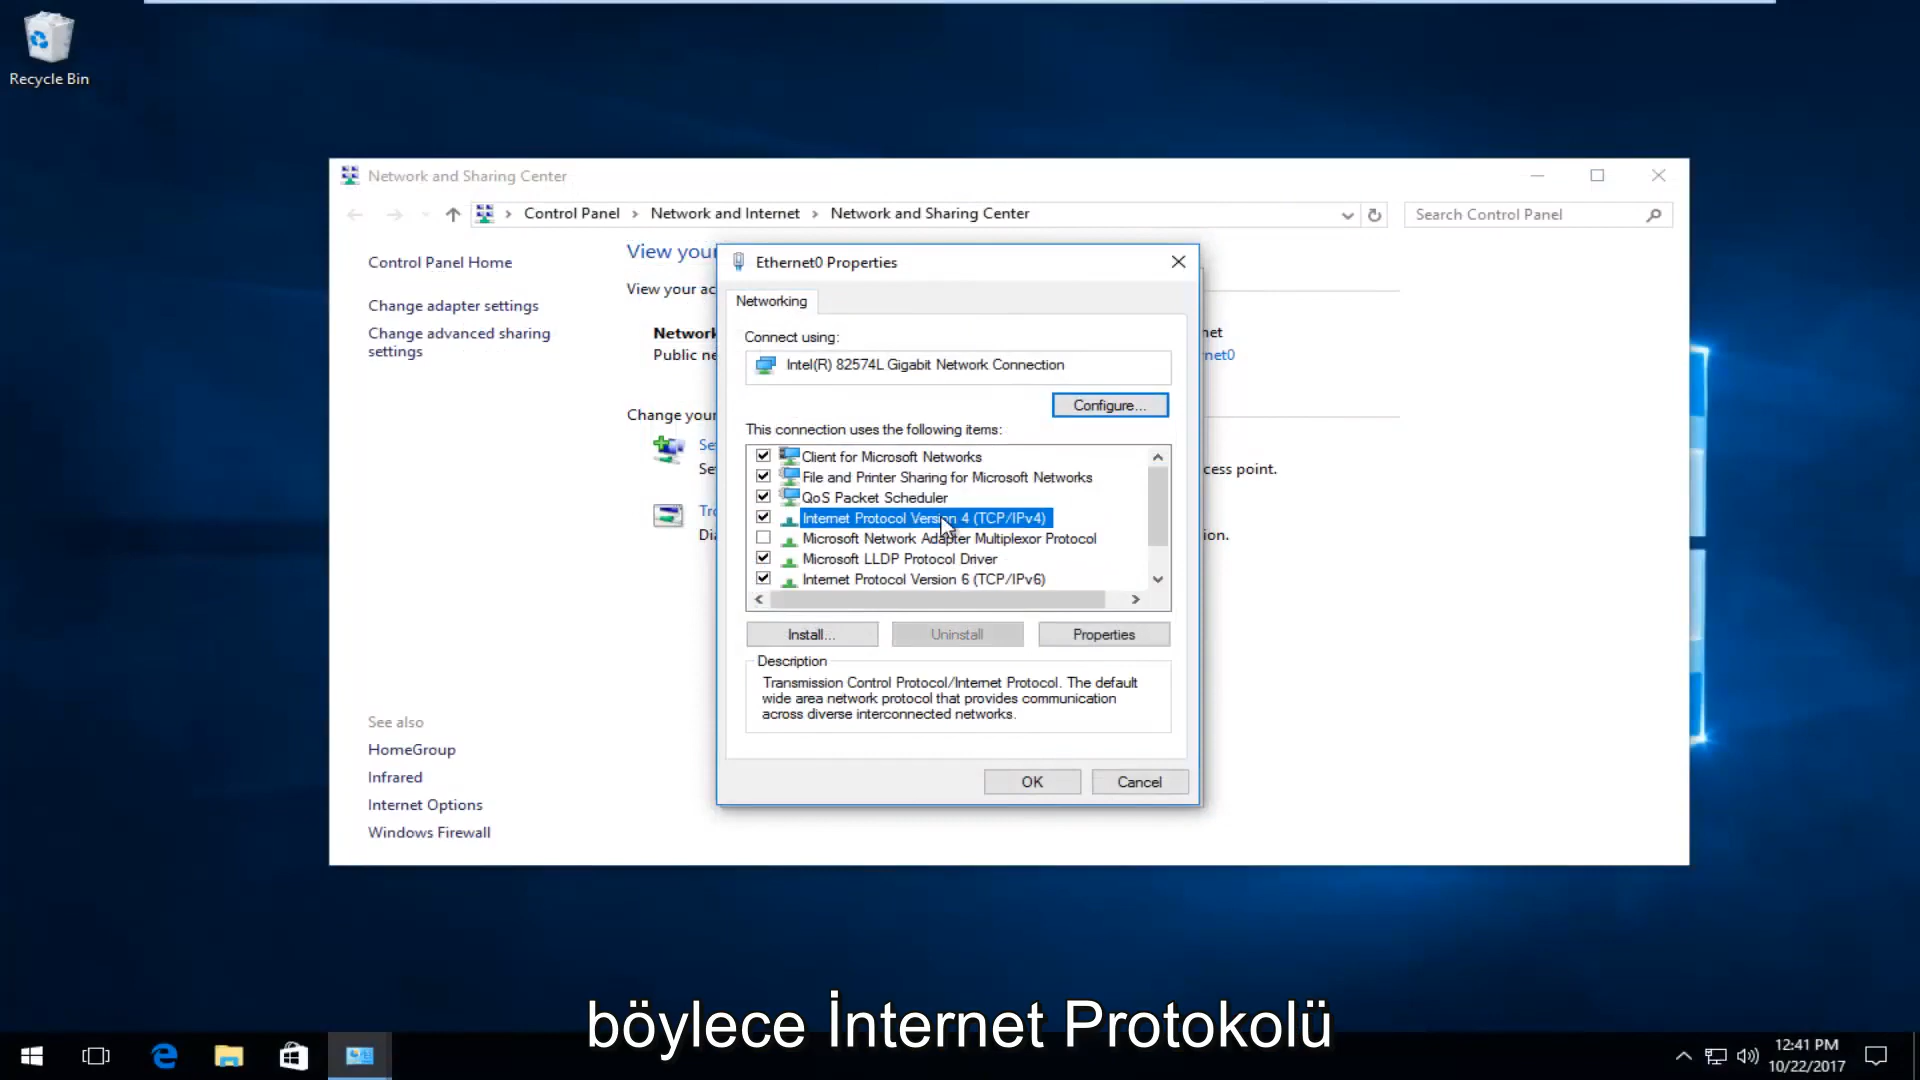 Recycle Bin
Network and Sharing Center
Control Panel
Network and Internet
Network and Sharing Center
Search Control Panel
Control Panel Home
Change adapter settings
Change advanced sharing
settings
See also
HomeGroup
Infrared
Internet Options
Windows Firewall
View your
View your ac
Network
Public ne
net
net0
Change your
Se
Se
cess point.
Tro
Dia
ion.
Ethernet0 Properties
Networking
Connect using:
Intel(R) 82574L Gigabit Network Connection
Configure...
This connection uses the following items:
Client for Microsoft Networks
File and Printer Sharing for Microsoft Networks
QoS Packet Scheduler
Internet Protocol Version 4 (TCP/IPv4)
Microsoft Network Adapter Multiplexor Protocol
Microsoft LLDP Protocol Driver
Internet Protocol Version 6 (TCP/IPv6)
Install...
Uninstall
Properties
Description
Transmission Control Protocol/Internet Protocol. The default
wide area network protocol that provides communication
across diverse interconnected networks.
OK
Cancel
böylece İnternet Protokolü
12:41 PM
10/22/2017